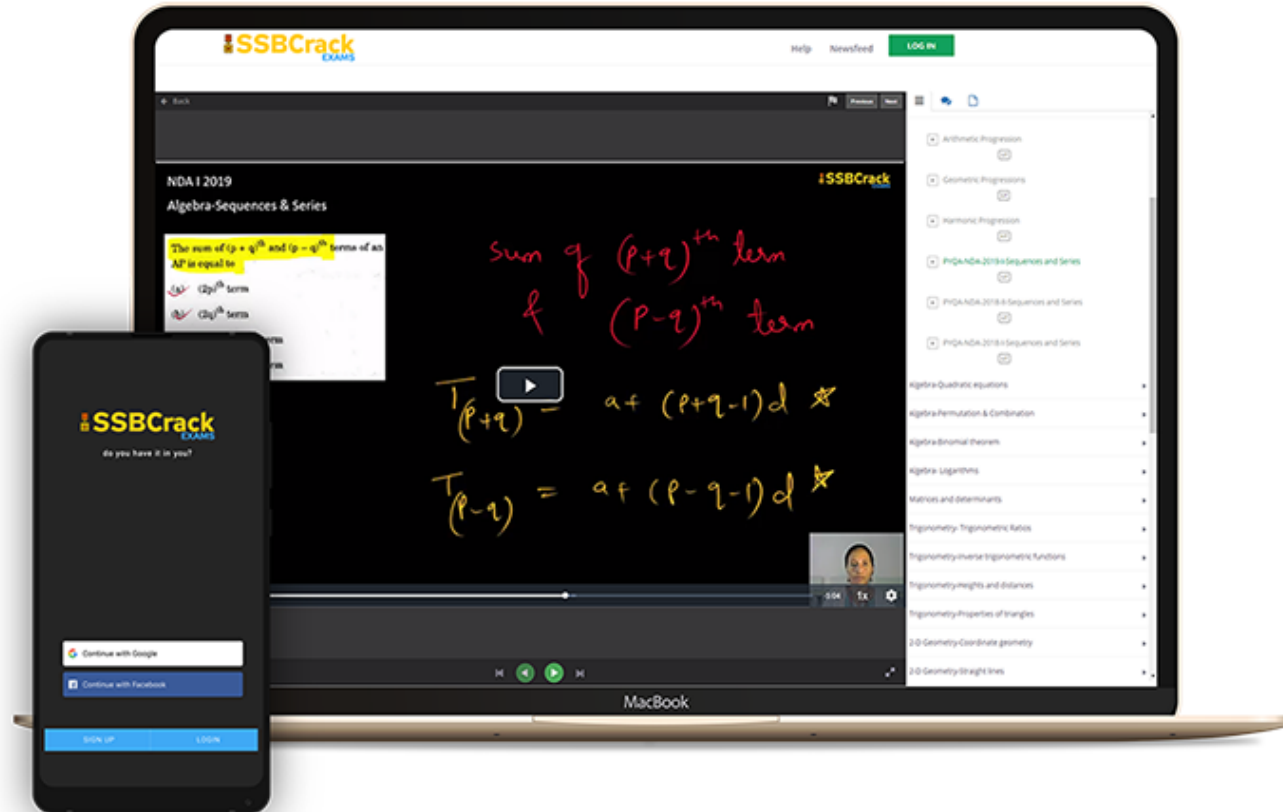 SSBCrack
EXAMS
Help Newsfeed LOG IN
Back
Previous Next
NDA I 2019
Algebra-Sequences & Series
SSBCrack
EXAMS
The sum of (p + q)th and (p − q)th terms of an
AP is equal to
(a) (2p)th term
(b) (2q)th term
term
term
sum of (p+q)th term
& (p-q)th term
T(p+q) = a+ (p+q-1)d
T(p-q) = a+ (p-q-1)d
0:04 1x
Arithmetic Progression
Geometric Progressions
Harmonic Progression
PYQA-NDA-2019-I-Sequences and Series
PYQA-NDA-2018-II-Sequences and Series
PYQA-NDA-2018-I-Sequences and Series
Algebra-Quadratic equations
Algebra-Permutation & Combination
Algebra-Binomial theorem
Algebra- Logarithms
Matrices and determinants
Trigonometry- Trigonometric Ratios
Trigonometry-Inverse trigonometric functions
Trigonometry-Heights and distances
Trigonometry-Properties of triangles
2-D Geometry-Coordinate geometry
2-D Geometry-Straight lines
MacBook
SSBCrack
EXAMS
do you have it in you?
Continue with Google
Continue with Facebook
SIGN UP LOGIN